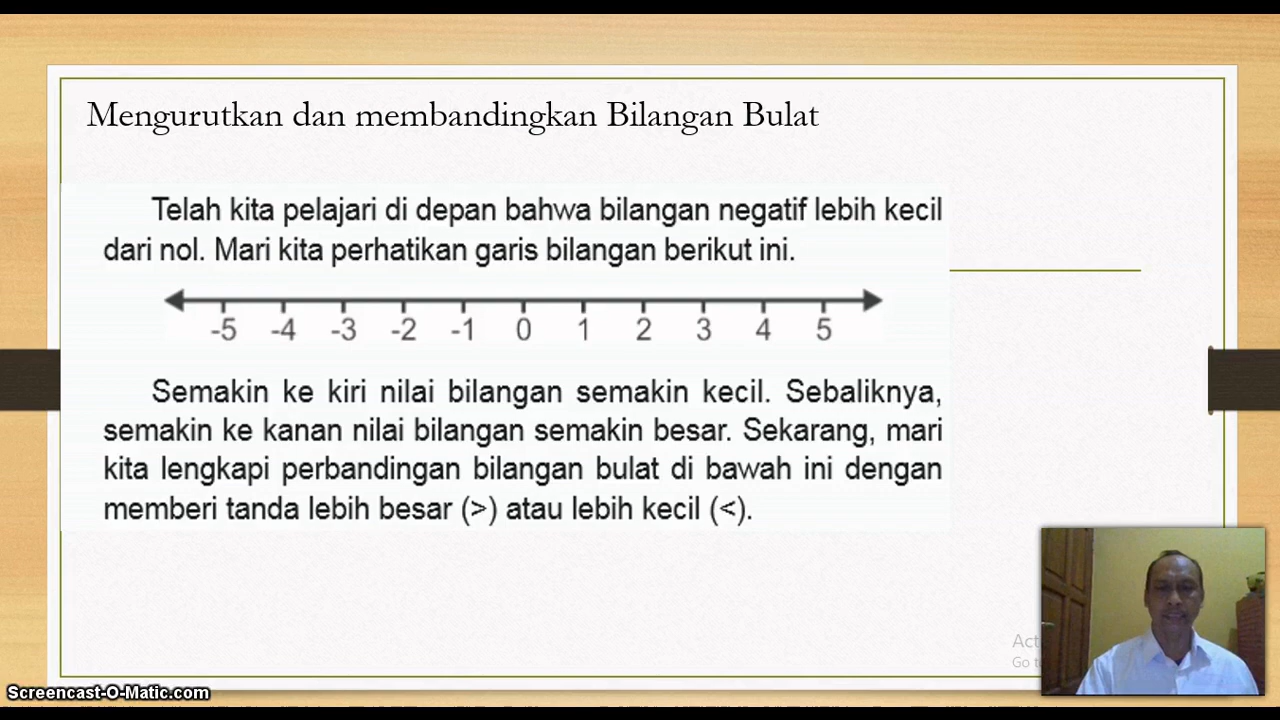 Mengurutkan dan membandingkan Bilangan Bulat
Telah kita pelajari di depan bahwa bilangan negatif lebih kecil
dari nol. Mari kita perhatikan garis bilangan berikut ini.
-5 -4 -3 -2 -1 0 1 2 3 4 5
Semakin ke kiri nilai bilangan semakin kecil. Sebaliknya,
semakin ke kanan nilai bilangan semakin besar. Sekarang, mari
kita lengkapi perbandingan bilangan bulat di bawah ini dengan
memberi tanda lebih besar (>) atau lebih kecil (<).
Go
Screencast-O-Matic.com